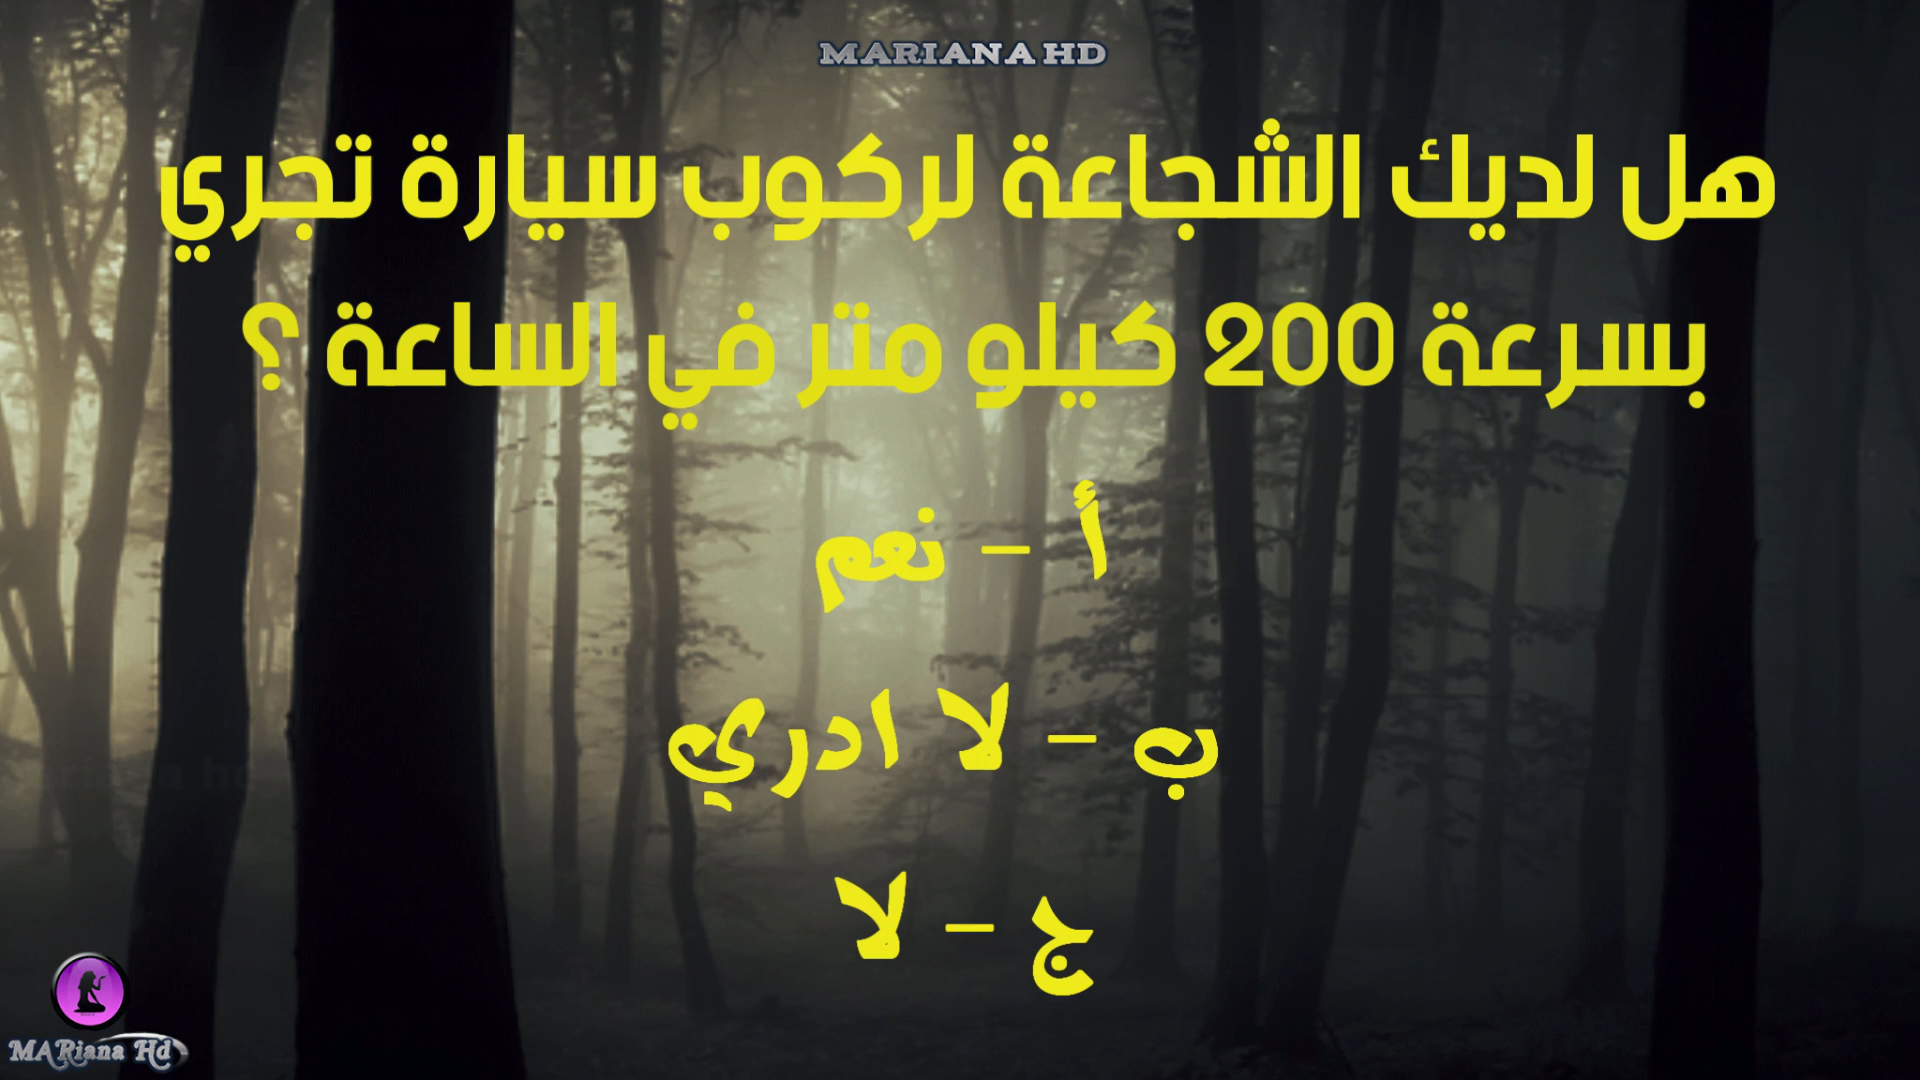 MARIANA HD
هل لديك الشجاعة لركوب سيارة تجري
بسرعة 200 كيلو متر في الساعة ؟
أ - نعم
ب - لا ادري
ج - لا
MARiana Hd